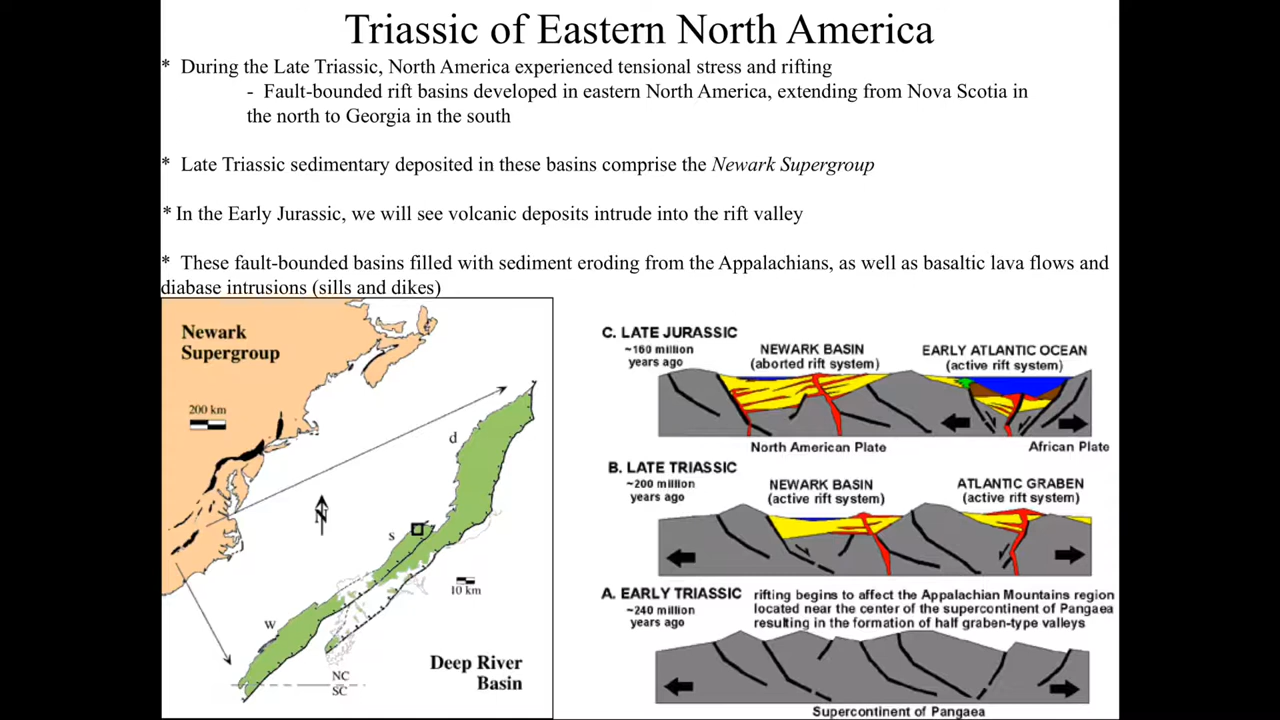 Triassic of Eastern North America
* During the Late Triassic, North America experienced tensional stress and rifting
- Fault-bounded rift basins developed in eastern North America, extending from Nova Scotia in
the north to Georgia in the south
* Late Triassic sedimentary deposited in these basins comprise the Newark Supergroup
* In the Early Jurassic, we will see volcanic deposits intrude into the rift valley
* These fault-bounded basins filled with sediment eroding from the Appalachians, as well as basaltic lava flows and
diabase intrusions (sills and dikes)
Newark
Supergroup
200 km
d
N
s
10 km
w
NC
SC
Deep River
Basin
C. LATE JURASSIC
~160 million
years ago
NEWARK BASIN
(aborted rift system)
EARLY ATLANTIC OCEAN
(active rift system)
North American Plate
African Plate
B. LATE TRIASSIC
~200 million
years ago
NEWARK BASIN
(active rift system)
ATLANTIC GRABEN
(active rift system)
A. EARLY TRIASSIC
~240 million
years ago
rifting begins to affect the Appalachian Mountains region
located near the center of the supercontinent of Pangaea
resulting in the formation of half graben-type valleys
Supercontinent of Pangaea